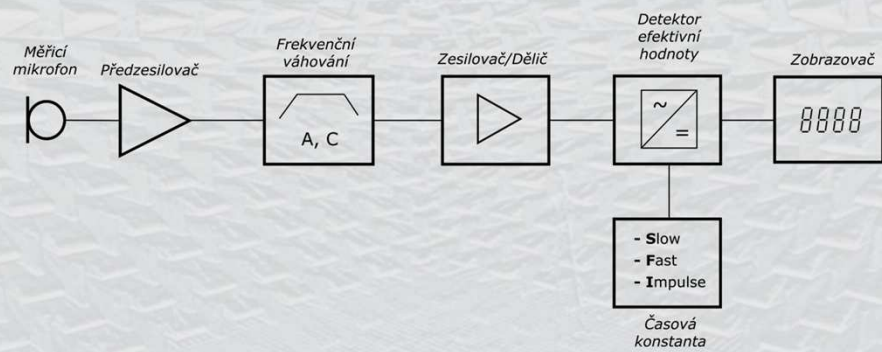 Měřicí
mikrofon
Předzesilovač
Frekvenční
váhování
A, C
Zesilovač/Dělič
Detektor
efektivní
hodnoty
~
=
Zobrazovač
8888
- Slow
- Fast
- Impulse
Časová
konstanta